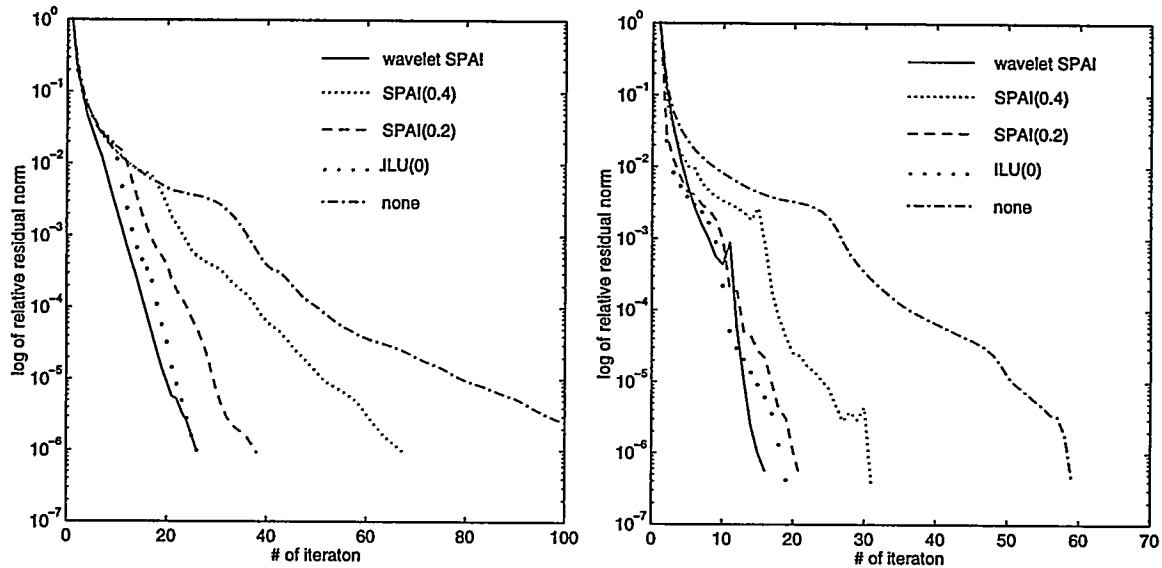 10^0
10^-1
10^-2
10^-3
10^-4
10^-5
10^-6
10^-7
log of relative residual norm
wavelet SPAI
SPAI(0.4)
SPAI(0.2)
ILU(0)
none
0
20
40
60
80
100
# of iteraton
10^0
10^-1
10^-2
10^-3
10^-4
10^-5
10^-6
10^-7
log of relative residual norm
wavelet SPAI
SPAI(0.4)
SPAI(0.2)
ILU(0)
none
0
10
20
30
40
50
60
70
# of iteraton